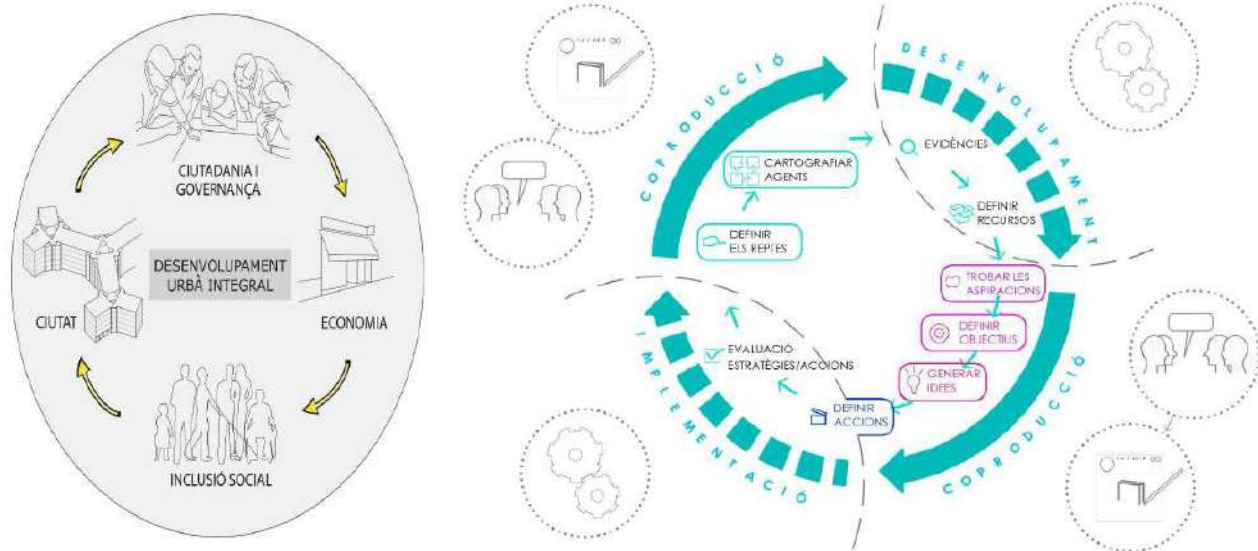 CIUTADANIA I
GOVERNANÇA
DESENVOLUPAMENT
URBÀ INTEGRAL
CIUTAT
ECONOMIA
INCLUSIÓ SOCIAL
COPRODUCCIÓ
DESENVOLUPAMENT
CARTOGRAFIAR
AGENTS
EVIDÈNCIES
DEFINIR
ELS REPTES
DEFINIR
RECURSOS
TROBAR LES
ASPIRACIONS
DEFINIR
OBJECTIUS
GENERAR
IDEES
DEFINIR
ACCIONS
EVALUACIÓ
ESTRATÈGIES/ACCIONS
IMPLEMENTACIÓ
COPRODUCCIÓ